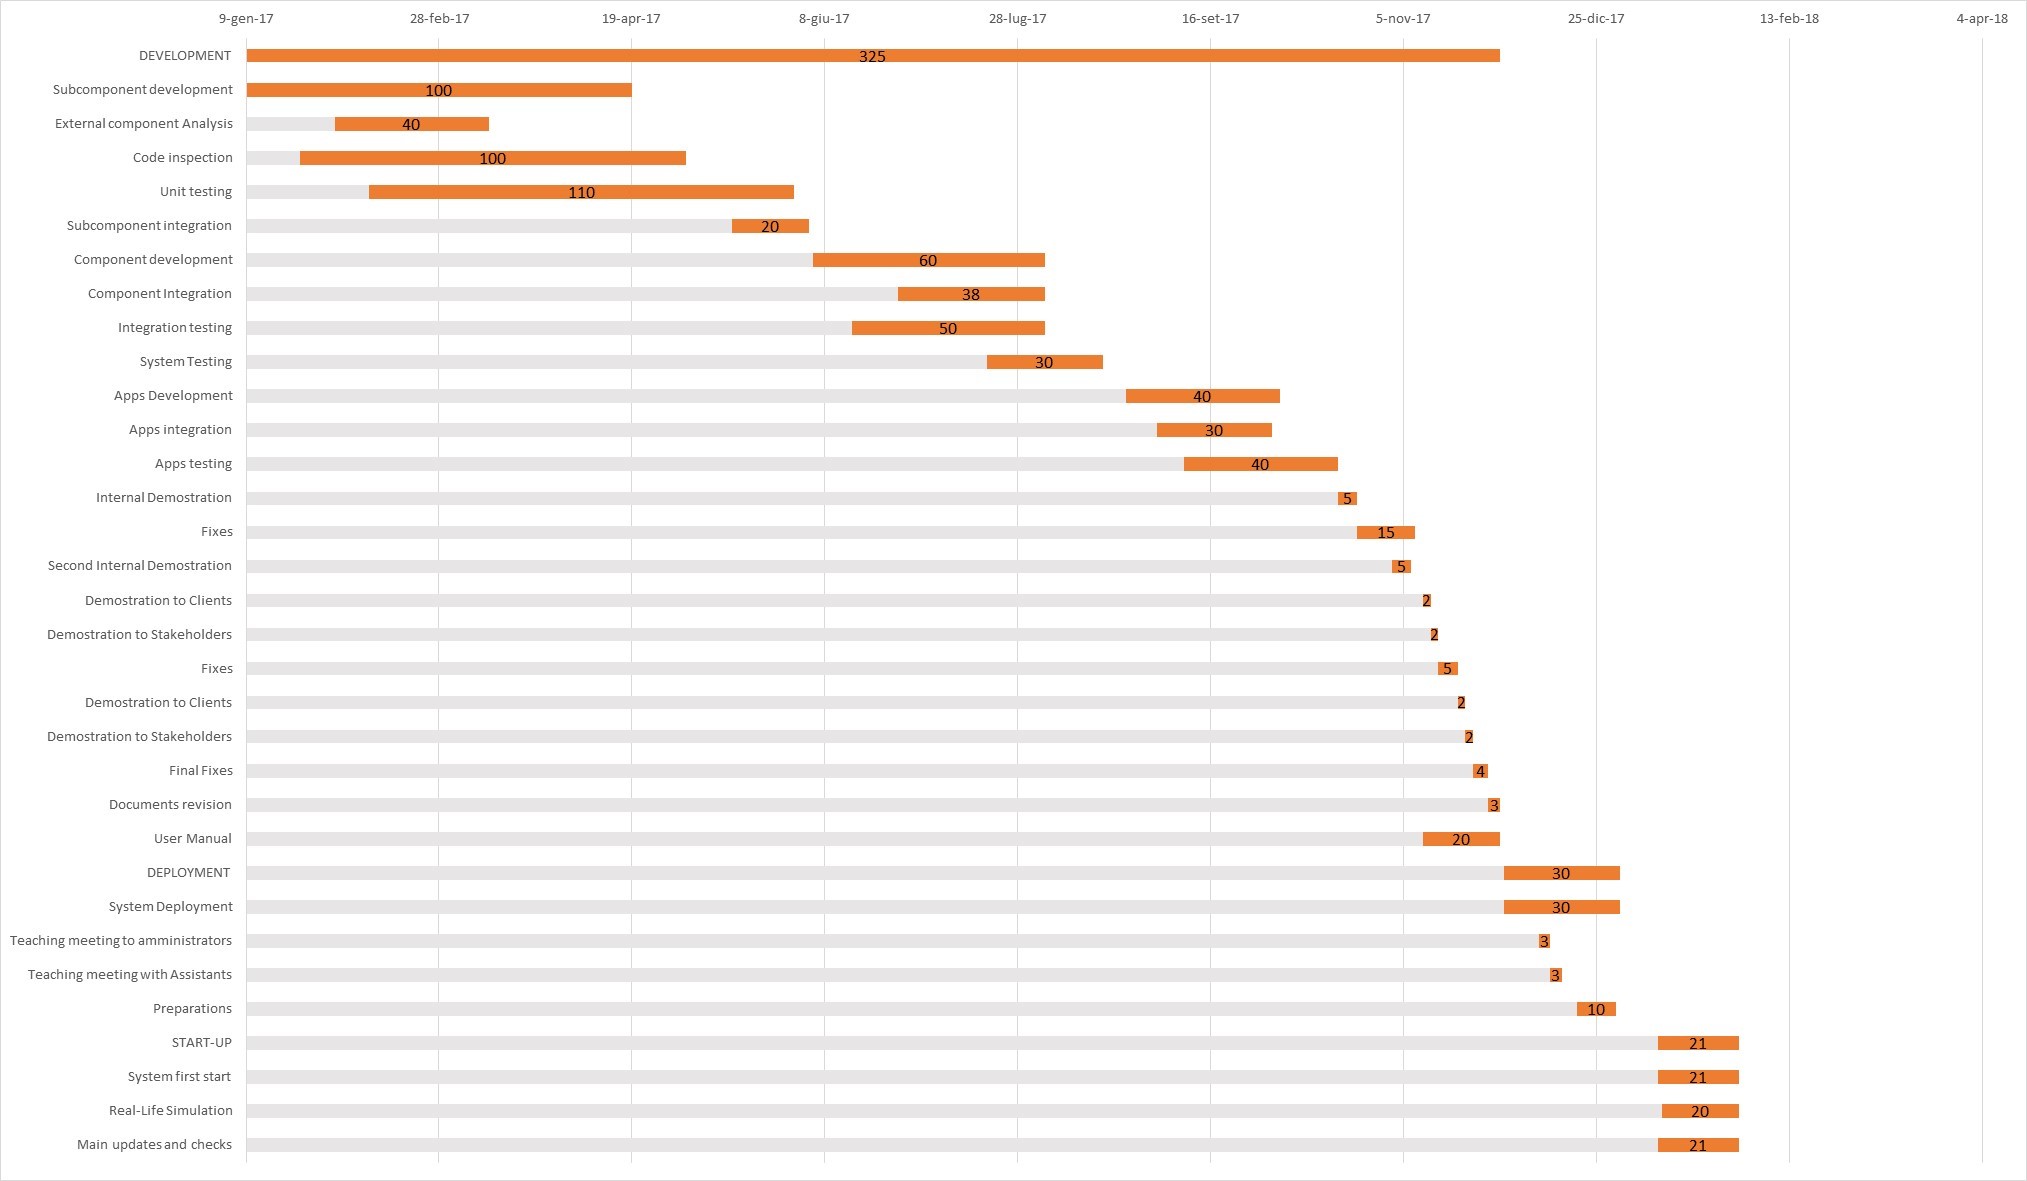 9-gen-17 28-feb-17 19-apr-17 8-giu-17 28-lug-17 16-set-17 5-nov-17 25-dic-17 13-feb-18 4-apr-18
DEVELOPMENT 325
Subcomponent development 100
External component Analysis 40
Code inspection 100
Unit testing 110
Subcomponent integration 20
Component development 60
Component Integration 38
Integration testing 50
System Testing 30
Apps Development 40
Apps integration 30
Apps testing 40
Internal Demostration 5
Fixes 15
Second Internal Demostration 5
Demostration to Clients 2
Demostration to Stakeholders 2
Fixes 5
Demostration to Clients 2
Demostration to Stakeholders 2
Final Fixes 4
Documents revision 3
User Manual 20
DEPLOYMENT 30
System Deployment 30
Teaching meeting to amministrators 3
Teaching meeting with Assistants 3
Preparations 10
START-UP 21
System first start 21
Real-Life Simulation 20
Main updates and checks 21